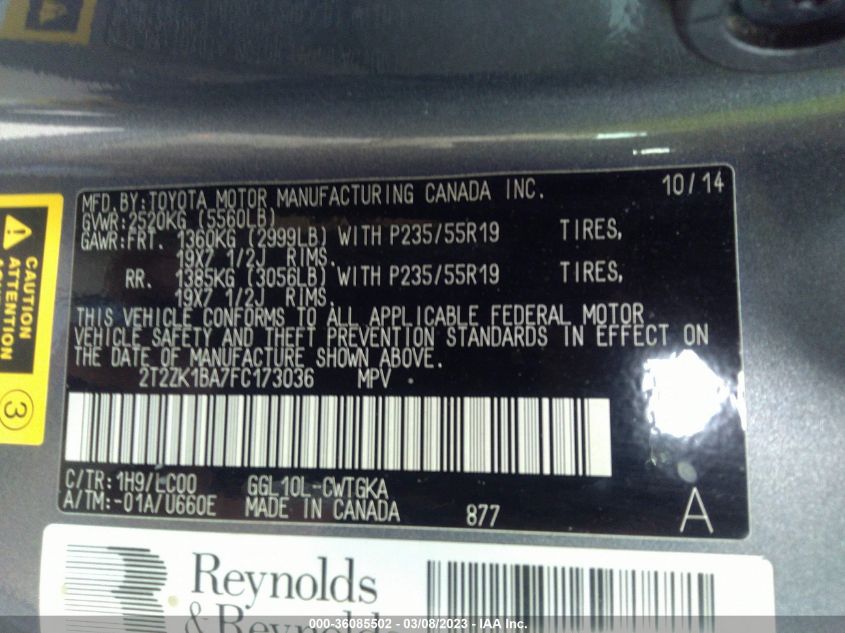 MFD.BY:TOYOTA MOTOR MANUFACTURING CANADA INC. 10/14
GVWR:2520KG (5560LB)
GAWR:FRT. 1360KG (2999LB) WITH P235/55R19 TIRES,
19X7 1/2J RIMS.
RR. 1385KG (3056LB) WITH P235/55R19 TIRES,
19X7 1/2J RIMS.
THIS VEHICLE CONFORMS TO ALL APPLICABLE FEDERAL MOTOR
VEHICLE SAFETY AND THEFT PREVENTION STANDARDS IN EFFECT ON
THE DATE OF MANUFACTURE SHOWN ABOVE.
2T2ZK1BA7FC173036 MPV
C/TR: 1H9/LC00 GGL10L-CWTGKA
A/TM:-01A/U660E MADE IN CANADA 877 A
CAUTION
ATTENTION
3
Reynolds
& Reynolds
000-36085502 - 03/08/2023 - IAA Inc.